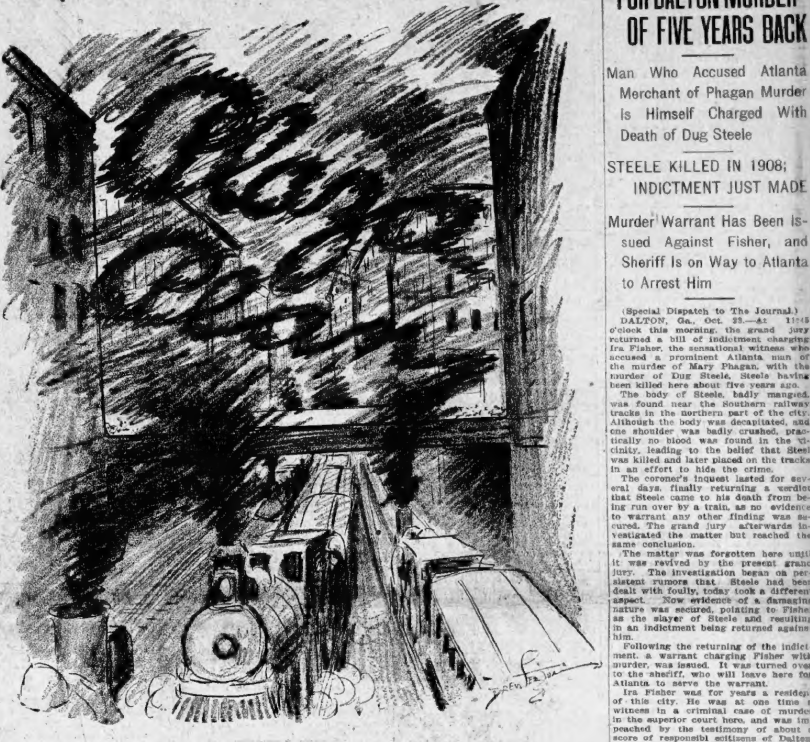 Plaza
Plan
FOR DALTON MURDER
OF FIVE YEARS BACK
Man Who Accused Atlanta
Merchant of Phagan Murder
Is Himself Charged With
Death of Dug Steele
STEELE KILLED IN 1908;
INDICTMENT JUST MADE
Murder Warrant Has Been Is-
sued Against Fisher, and
Sheriff Is on Way to Atlanta
to Arrest Him
(Special Dispatch to The Journal.)
DALTON, Ga., Oct. 23.—At 11:45
o'clock this morning, the grand jury
returned a bill of indictment charging
Ira Fisher, the sensational witness who
accused a prominent Atlanta man of
the murder of Mary Phagan, with the
murder of Dug Steele, Steele having
been killed here about five years ago.
The body of Steele, badly mangled,
was found near the Southern railway
tracks in the northern part of the city.
Although the body was decapitated, and
one shoulder was badly crushed, prac-
tically no blood was found in the vi-
cinity, leading to the belief that Steel
was killed and later placed on the tracks
in an effort to hide the crime.
The coroner's inquest lasted for sev-
eral days, finally returning a verdict
that Steele came to his death from be-
ing run over by a train, as no evidence
to warrant any other finding was se-
cured. The grand jury afterwards in-
vestigated the matter but reached the
same conclusion.
The matter was forgotten here until
it was revived by the present grand
jury. The investigation began on per-
sistent rumors that Steele had been
dealt with foully, today took a different
aspect. Now evidence of a damaging
nature was secured, pointing to Fisher
as the slayer of Steele and resulting
in an indictment being returned against
him.
Following the returning of the indict-
ment, a warrant charging Fisher with
murder, was issued. It was turned over
to the sheriff, who will leave here for
Atlanta to serve the warrant.
Ira Fisher was for years a resident
of this city. He was at one time a
witness in a criminal case of murder
in the superior court here, and was im-
peached by the testimony of about a
score of responsibl ecitizens of Dalton